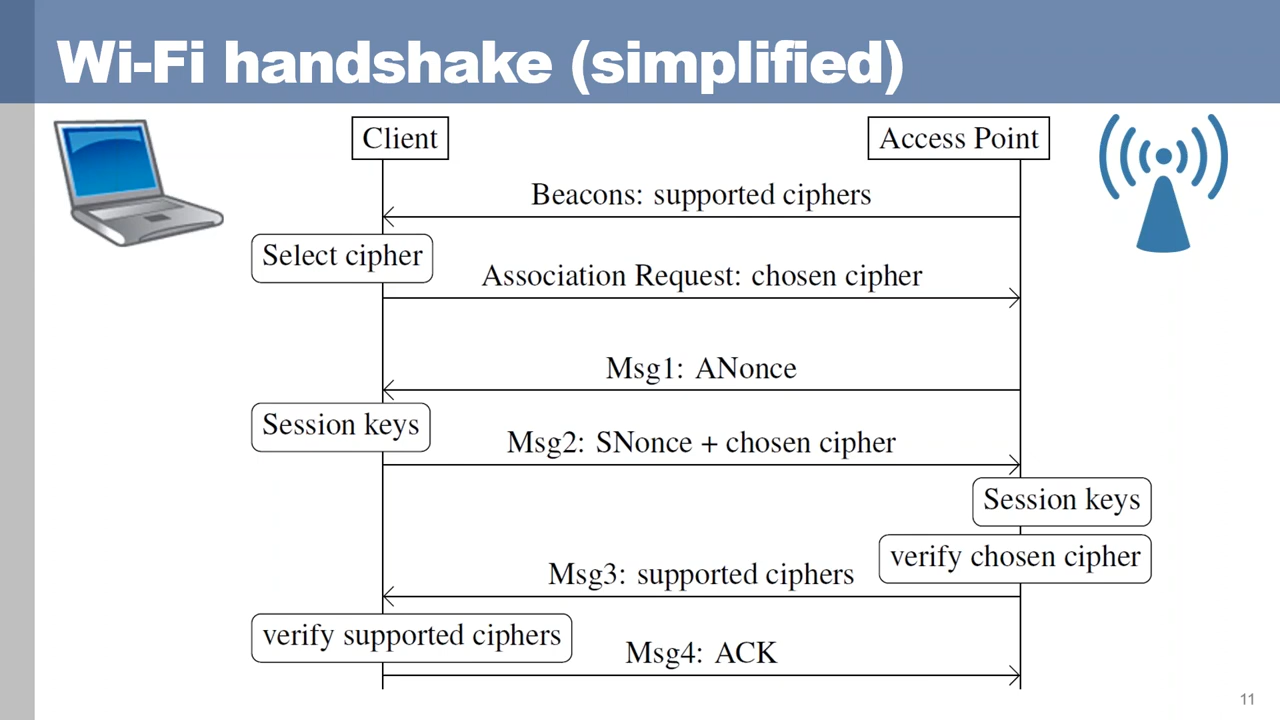 Wi-Fi handshake (simplified)
Client
Access Point
Beacons: supported ciphers
Select cipher
Association Request: chosen cipher
Msg1: ANonce
Session keys
Msg2: SNonce + chosen cipher
Session keys
verify chosen cipher
Msg3: supported ciphers
verify supported ciphers
Msg4: ACK
11